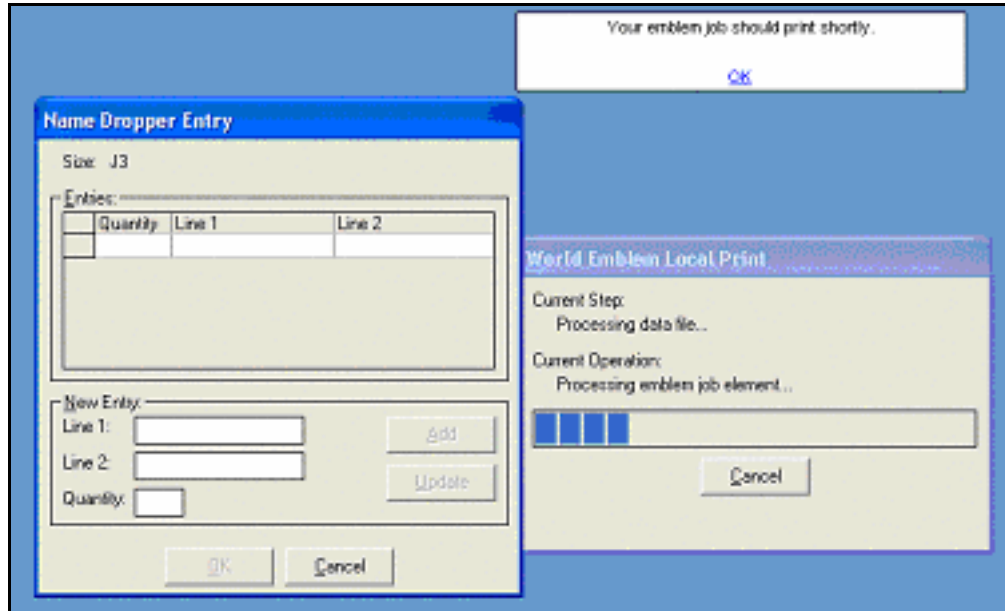 Your emblem job should print shortly.
OK
Name Dropper Entry
Size: J3
Entries:
Quantity Line 1 Line 2
New Entry:
Line 1:
Add
Line 2:
Update
Quantity:
OK Cancel
World Emblem Local Print
Current Step:
Processing data file...
Current Operation:
Processing emblem job element...
Cancel